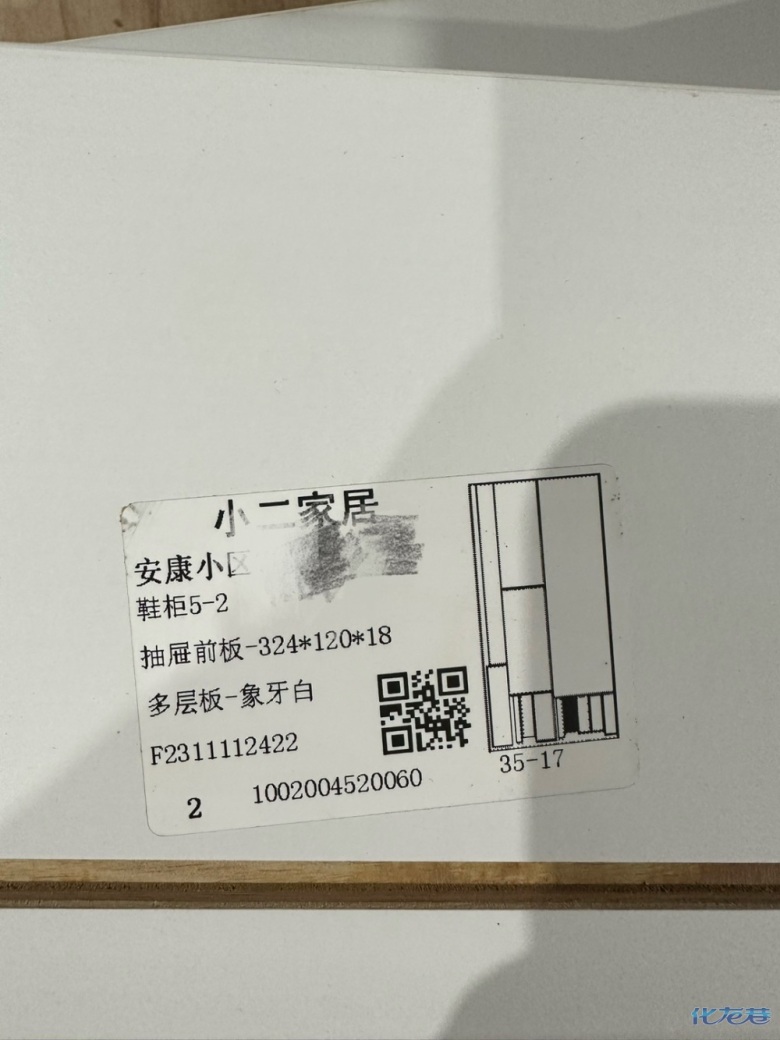 小二家居
安康小区
鞋柜5-2
抽屉前板-324*120*18
多层板-象牙白
F2311112422
2
1002004520060
35-17
化龙巷